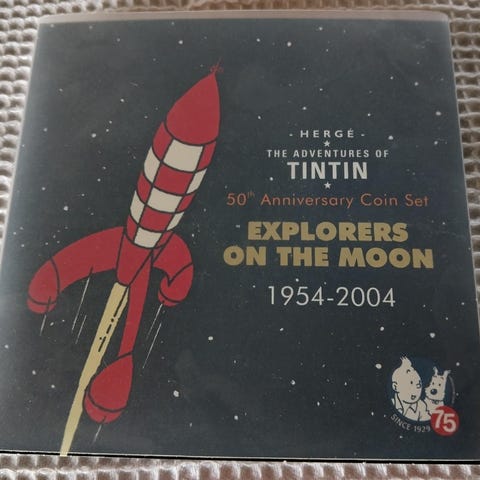 - HERGÉ -
THE ADVENTURES OF
TINTIN
50th Anniversary Coin Set
EXPLORERS
ON THE MOON
1954-2004
SINCE 1929
75